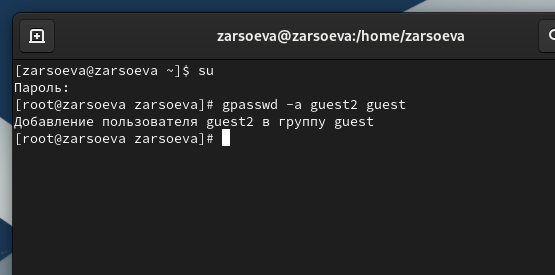 zarsoeva@zarsoeva:/home/zarsoeva
[zarsoeva@zarsoeva ~]$ su
Пароль:
[root@zarsoeva zarsoeva]# gpasswd -a guest2 guest
Добавление пользователя guest2 в группу guest
[root@zarsoeva zarsoeva]#